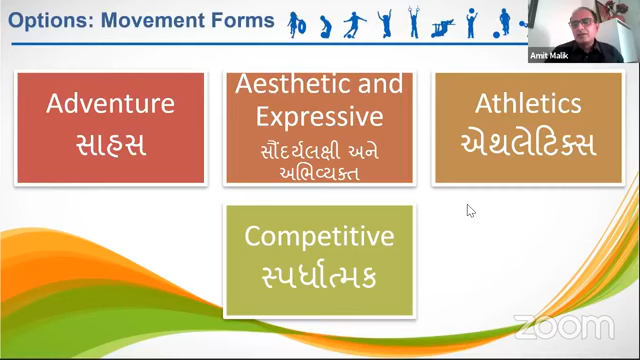 Options: Movement Forms
Amit Malik
Adventure
સાહસ
Aesthetic and
Expressive
સૌંદર્યલક્ષી અને
અભિવ્યક્ત
Athletics
એથલેટિક્સ
Competitive
સ્પર્ધાત્મક
zoom